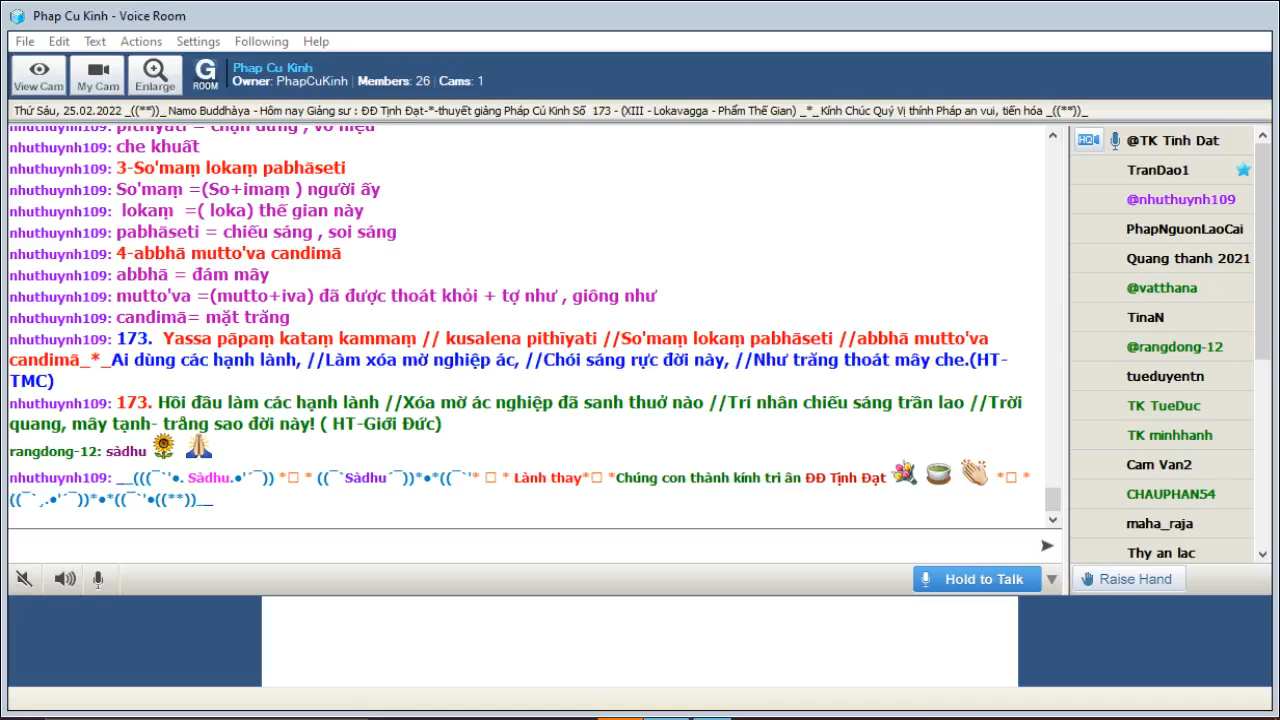 Phap Cu Kinh - Voice Room
File Edit Text Actions Settings Following Help
View Cam My Cam Enlarge G ROOM
Phap Cu Kinh
Owner: PhapCuKinh | Members: 26 | Cams: 1
Thứ Sáu, 25.02.2022 _((**))_ Namo Buddhàya - Hôm nay Giảng sư : ĐĐ Tịnh Đạt-*-thuyết giảng Pháp Cú Kinh Số 173 - (XIII - Lokavagga - Phẩm Thế Gian) _*_ Kính Chúc Quý Vị thính Pháp an vui, tiến hóa _((**))_
nhuthuynh109: pithīyati = chận đứng , vô hiệu
nhuthuynh109: che khuất
nhuthuynh109: 3-So'maṃ lokaṃ pabhāseti
nhuthuynh109: So'maṃ =(So+imaṃ ) người ấy
nhuthuynh109: lokaṃ =( loka) thế gian này
nhuthuynh109: pabhāseti = chiếu sáng , soi sáng
nhuthuynh109: 4-abbhā mutto'va candimā
nhuthuynh109: abbhā = đám mây
nhuthuynh109: mutto'va =(mutto+iva) đã được thoát khỏi + tợ như , giông như
nhuthuynh109: candimā= mặt trăng
nhuthuynh109: 173. Yassa pāpaṃ kataṃ kammaṃ // kusalena pithīyati //So'maṃ lokaṃ pabhāseti //abbhā mutto'va
candimā_*_Ai dùng các hạnh lành, //Làm xóa mờ nghiệp ác, //Chói sáng rực đời này, //Như trăng thoát mây che.(HT-
TMC)
nhuthuynh109: 173. Hồi đầu làm các hạnh lành //Xóa mờ ác nghiệp đã sanh thuở nào //Trí nhân chiếu sáng trần lao //Trời
quang, mây tạnh- trăng sao đời này! ( HT-Giới Đức)
rangdong-12: sàdhu
nhuthuynh109: __(((¯`'•. Sàdhu.•'´¯)) *□ * ((¯`Sàdhu´¯))*•*((¯`'*□ * Lành thay*□ *Chúng con thành kính tri ân ĐĐ Tịnh Đạt *□ *
((¯`¸.•'´¯))*•*((¯`'•((**))__
Hold to Talk
@TK Tinh Dat
TranDao1
@nhuthuynh109
PhapNguonLaoCai
Quang thanh 2021
@vatthana
TinaN
@rangdong-12
tueduyentn
TK TueDuc
TK minhhanh
Cam Van2
CHAUPHAN54
maha_raja
Thy an lac
Raise Hand